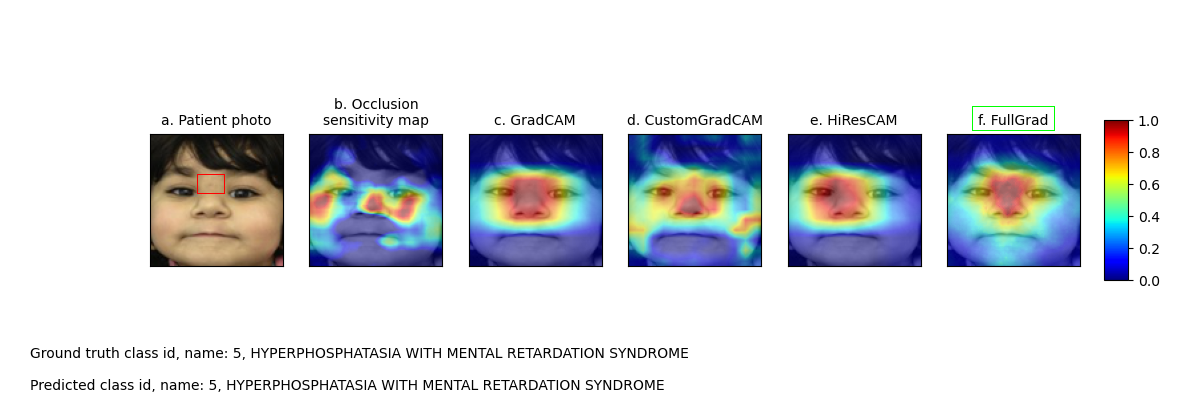 a. Patient photo
b. Occlusion
sensitivity map
c. GradCAM
d. CustomGradCAM
e. HiResCAM
f. FullGrad
1.0
0.8
0.6
0.4
0.2
0.0
Ground truth class id, name: 5, HYPERPHOSPHATASIA WITH MENTAL RETARDATION SYNDROME
Predicted class id, name: 5, HYPERPHOSPHATASIA WITH MENTAL RETARDATION SYNDROME